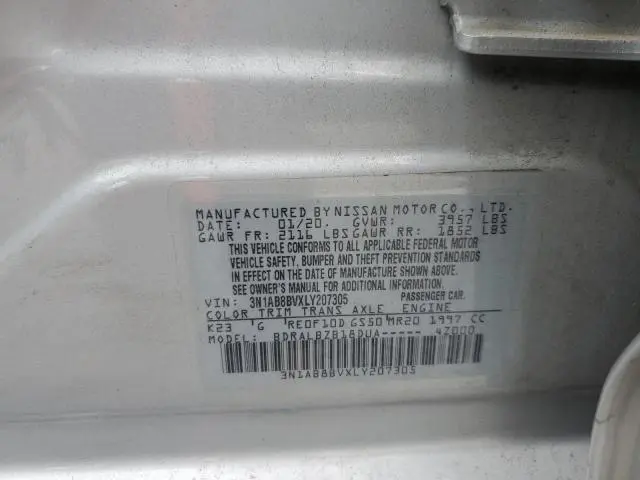 MANUFACTURED BY NISSAN MOTOR CO., LTD.
DATE: 01/20. GVWR: 3957 LBS
GAWR FR: 2116 LBS GAWR RR: 1852 LBS
THIS VEHICLE CONFORMS TO ALL APPLICABLE FEDERAL MOTOR
VEHICLE SAFETY, BUMPER AND THEFT PREVENTION STANDARDS
IN EFFECT ON THE DATE OF MANUFACTURE SHOWN ABOVE.
SEE OWNER'S MANUAL FOR ADDITIONAL INFORMATION.
VIN: 3N1AB8BVXLY207305 PASSENGER CAR.
COLOR TRIM TRANS AXLE ENGINE
K23 'G 'RE0F10D GS50 'MR20 1997 CC
MODEL: BDRALBZB18DUA----- 4Z000
3N1AB8BVXLY207305